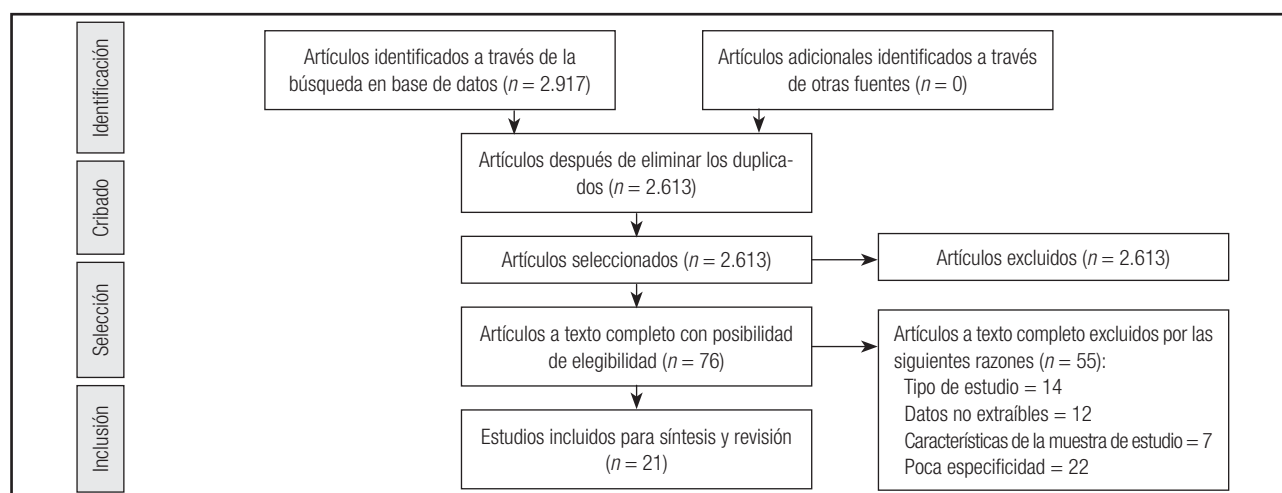 Identificación
Artículos identificados a través de la
búsqueda en base de datos (n = 2.917)
Artículos adicionales identificados a través
de otras fuentes (n = 0)
Cribado
Artículos después de eliminar los duplica-
dos (n = 2.613)
Artículos seleccionados (n = 2.613)
Artículos excluidos (n = 2.613)
Selección
Artículos a texto completo con posibilidad
de elegibilidad (n = 76)
Artículos a texto completo excluidos por las
siguientes razones (n = 55):
Tipo de estudio = 14
Datos no extraíbles = 12
Características de la muestra de estudio = 7
Poca especificidad = 22
Inclusión
Estudios incluidos para síntesis y revisión
(n = 21)